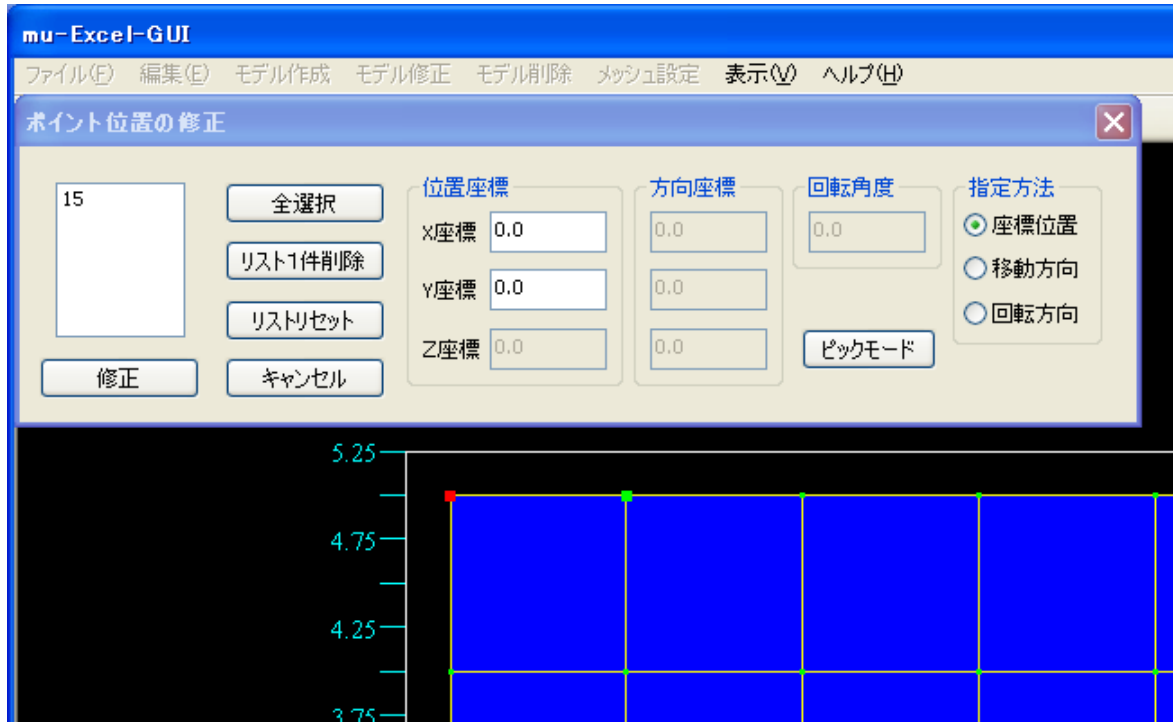 mu-Excel-GUI
ファイル(F) 編集(E) モデル作成 モデル修正 モデル削除 メッシュ設定 表示(V) ヘルプ(H)
ポイント位置の修正
15
全選択
リスト1件削除
リストリセット
修正
キャンセル
位置座標
X座標 0.0
Y座標 0.0
Z座標 0.0
方向座標
0.0
0.0
0.0
回転角度
0.0
ピックモード
指定方法
座標位置
移動方向
回転方向
5.25
4.75
4.25
3.75